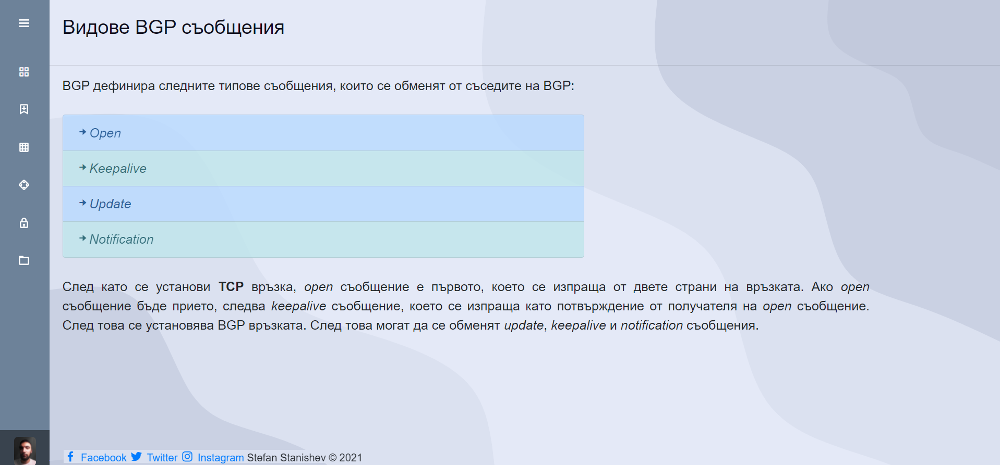 Видове BGP съобщения
BGP дефинира следните типове съобщения, които се обменят от съседите на BGP:
Open
Keepalive
Update
Notification
След като се установи TCP връзка, open съобщение е първото, което се изпраща от двете страни на връзката. Ако open
съобщение бъде прието, следва keepalive съобщение, което се изпраща като потвърждение от получателя на open съобщение.
След това се установява BGP връзката. След това могат да се обменят update, keepalive и notification съобщения.
Facebook Twitter Instagram Stefan Stanishev © 2021